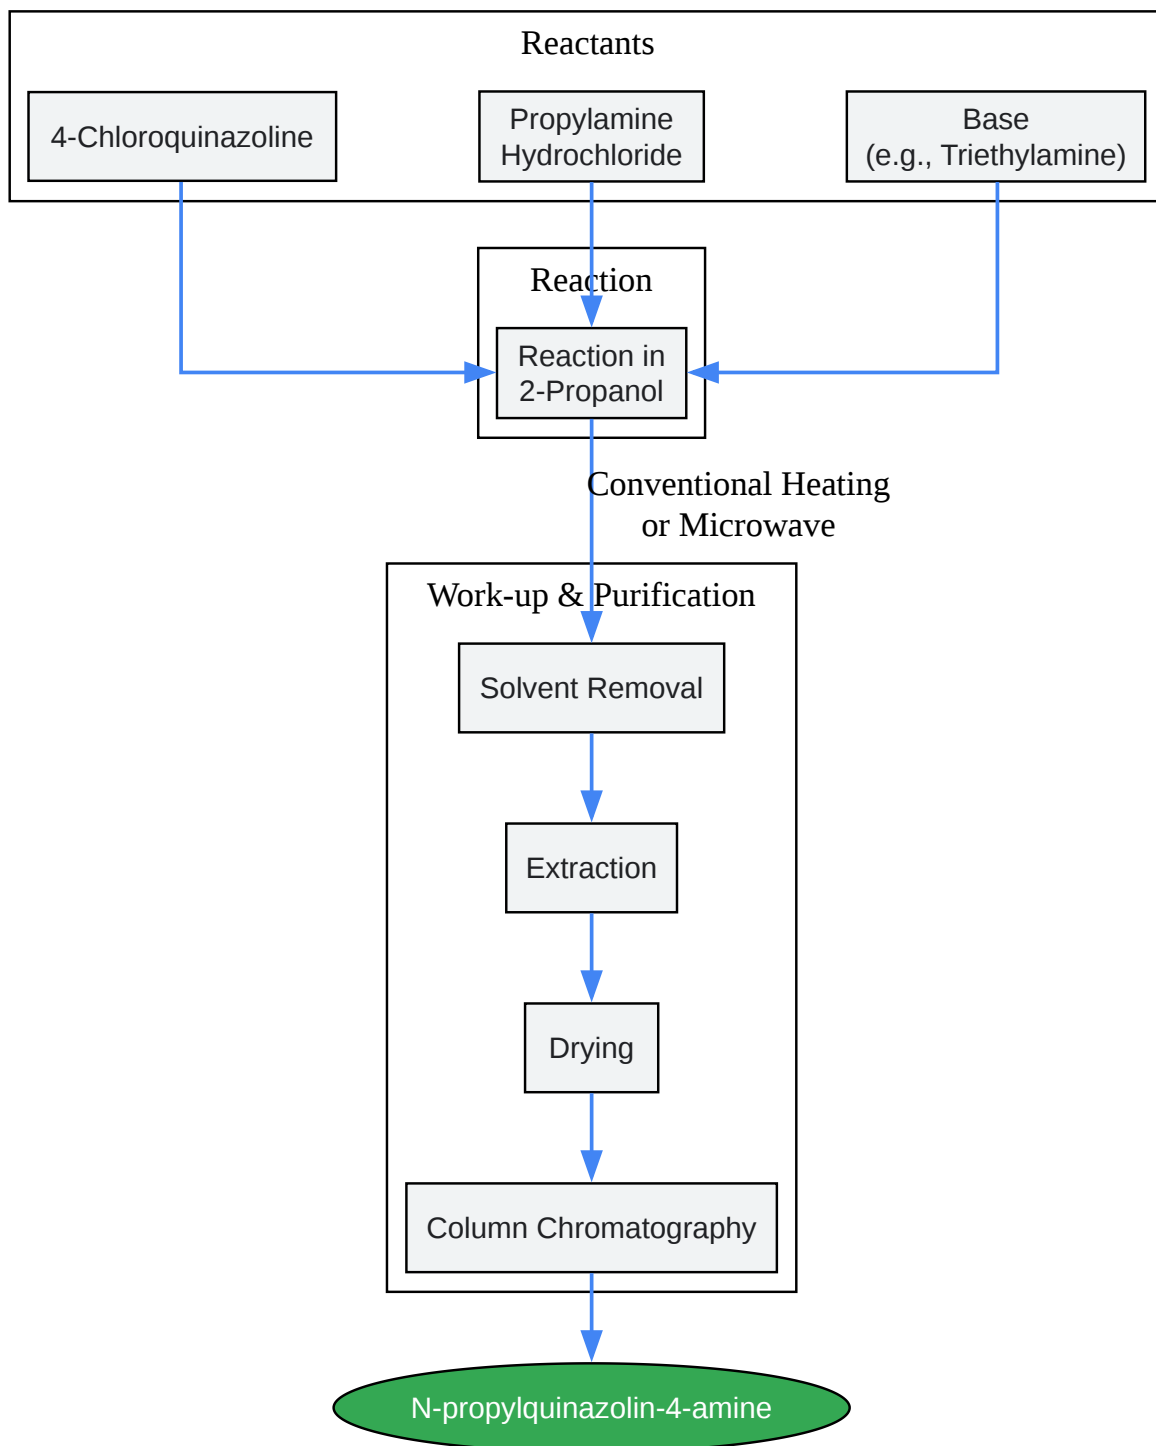 Reactants
4-Chloroquinazoline
Propylamine
Hydrochloride
Base
(e.g., Triethylamine)
Reaction
Reaction in
2-Propanol
Conventional Heating
or Microwave
Work-up & Purification
Solvent Removal
Extraction
Drying
Column Chromatography
N-propylquinazolin-4-amine